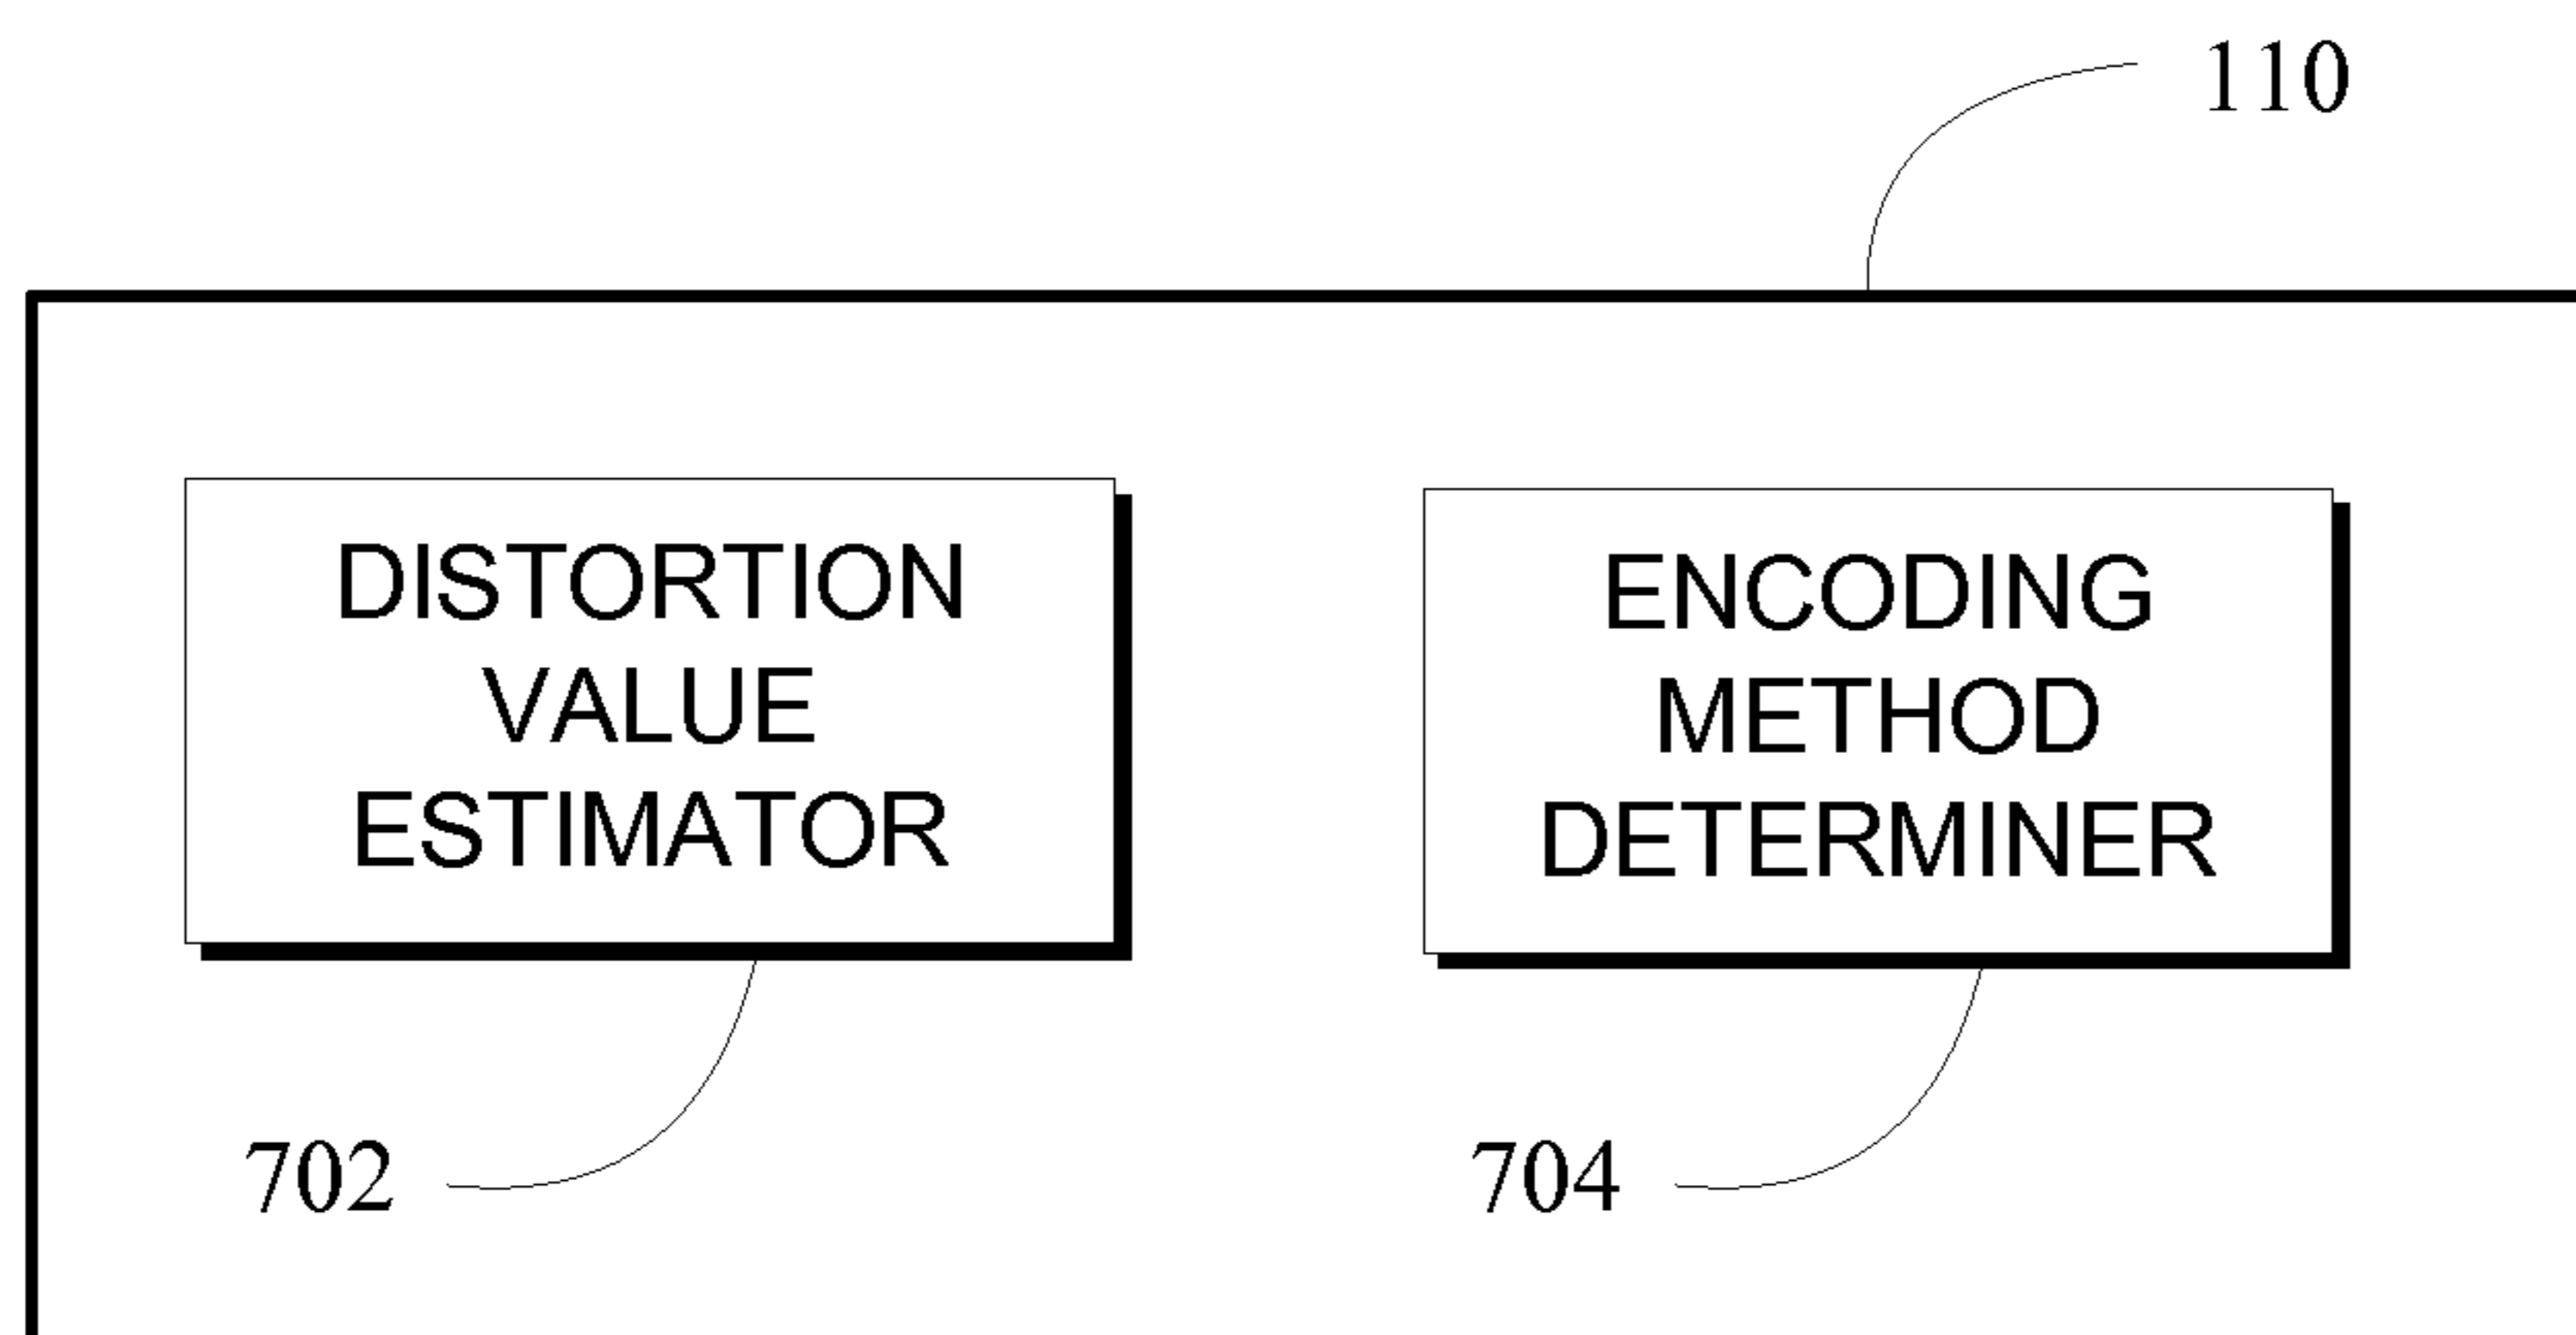 110
DISTORTION
VALUE
ESTIMATOR
ENCODING
METHOD
DETERMINER
702
704